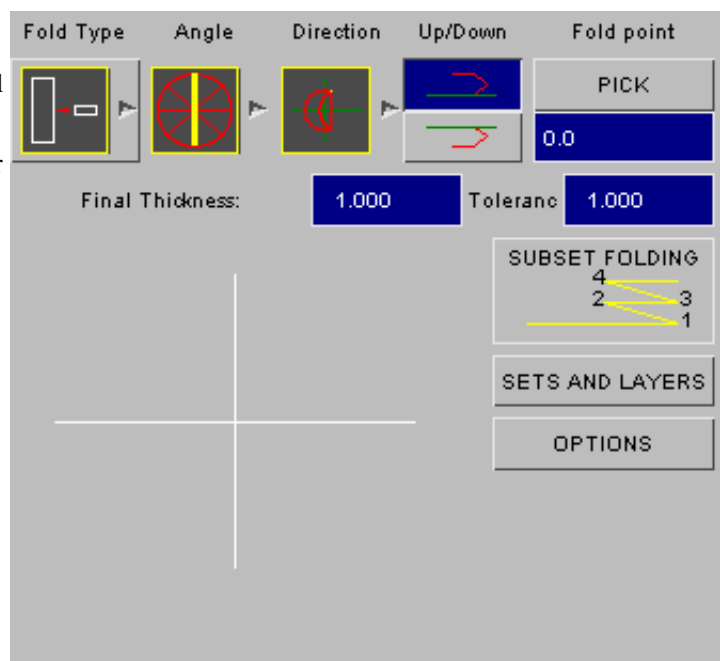 Fold Type Angle Direction Up/Down Fold point
PICK
0.0
Final Thickness: 1.000 Toleranc 1.000
SUBSET FOLDING
4
2 3
1
SETS AND LAYERS
OPTIONS